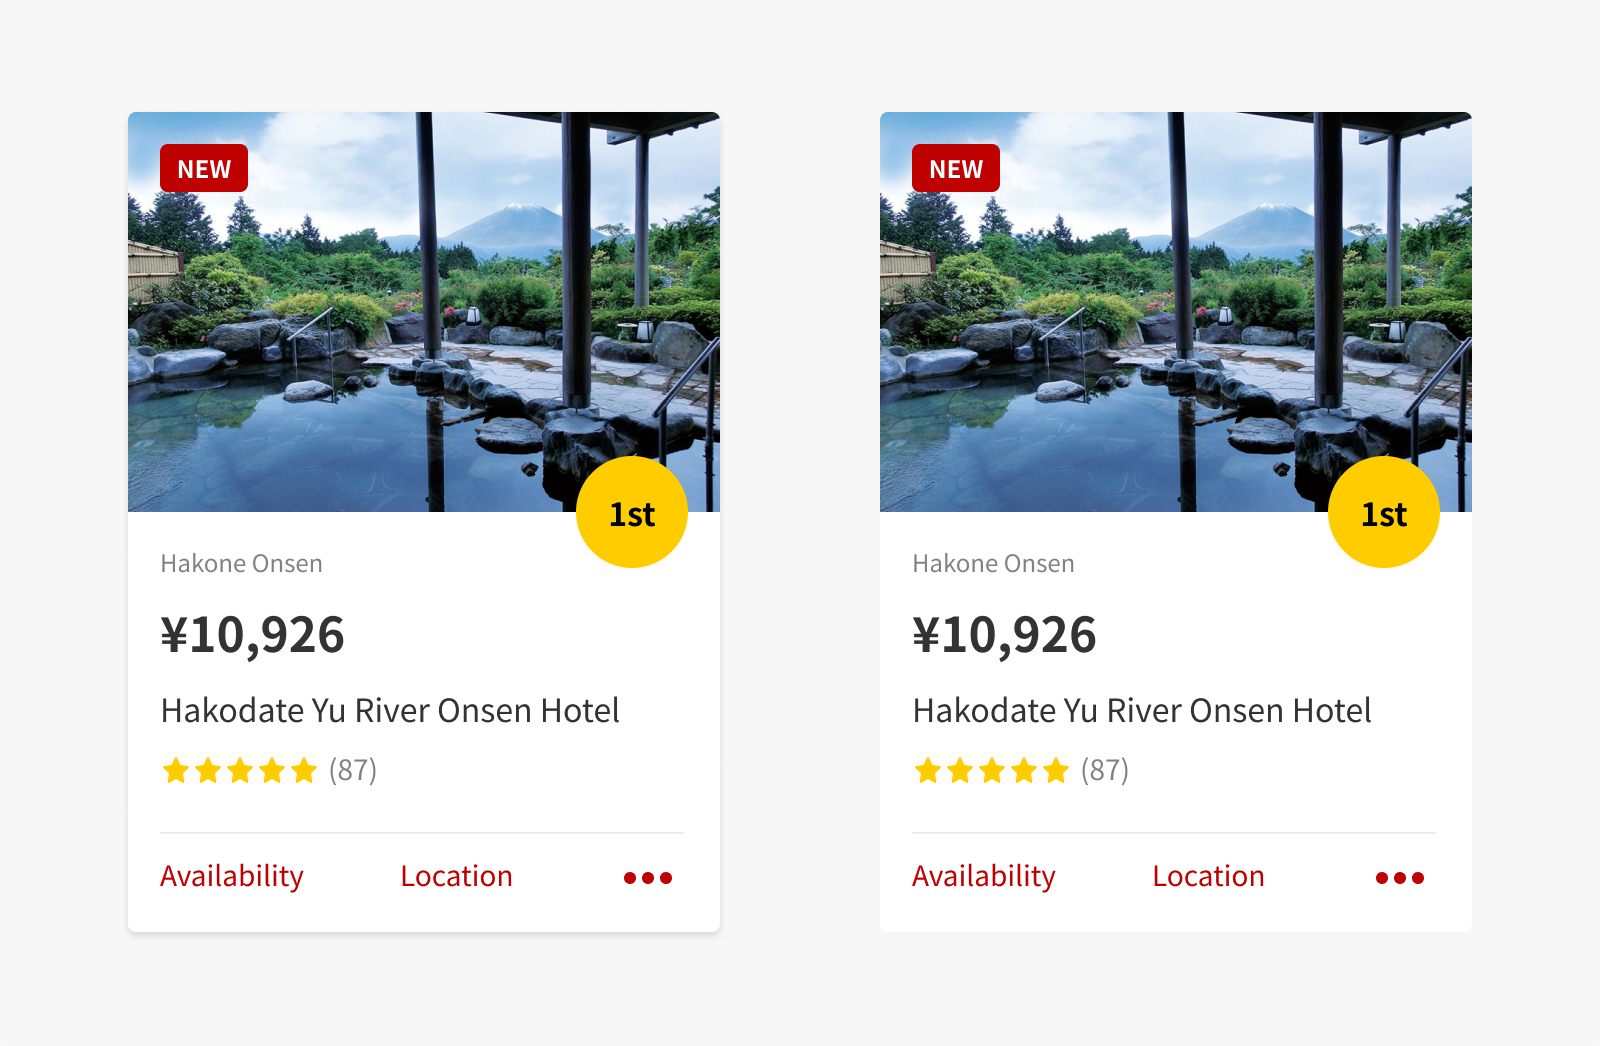 NEW
1st
Hakone Onsen
¥10,926
Hakodate Yu River Onsen Hotel
(87)
Availability Location
NEW
1st
Hakone Onsen
¥10,926
Hakodate Yu River Onsen Hotel
(87)
Availability Location